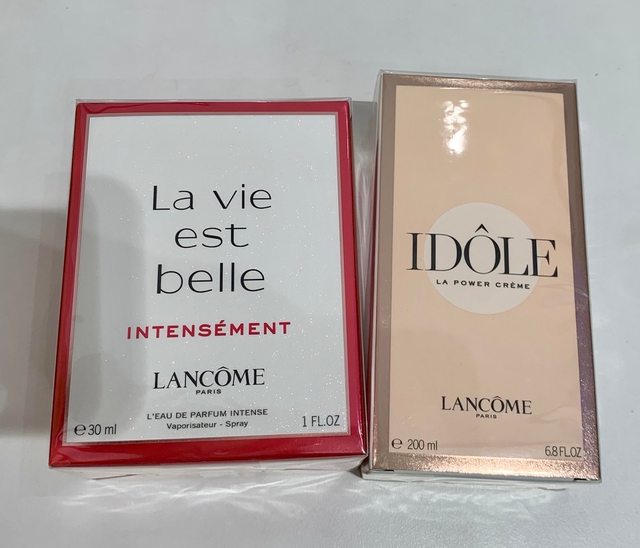 La vie
est
belle
INTENSÉMENT
LANCÔME
PARIS
L'EAU DE PARFUM INTENSE
Vaporisateur - Spray
℮ 30 ml
1 FL.OZ
IDÔLE
LA POWER CRÈME
LANCÔME
PARIS
℮ 200 ml
6.8 FL.OZ